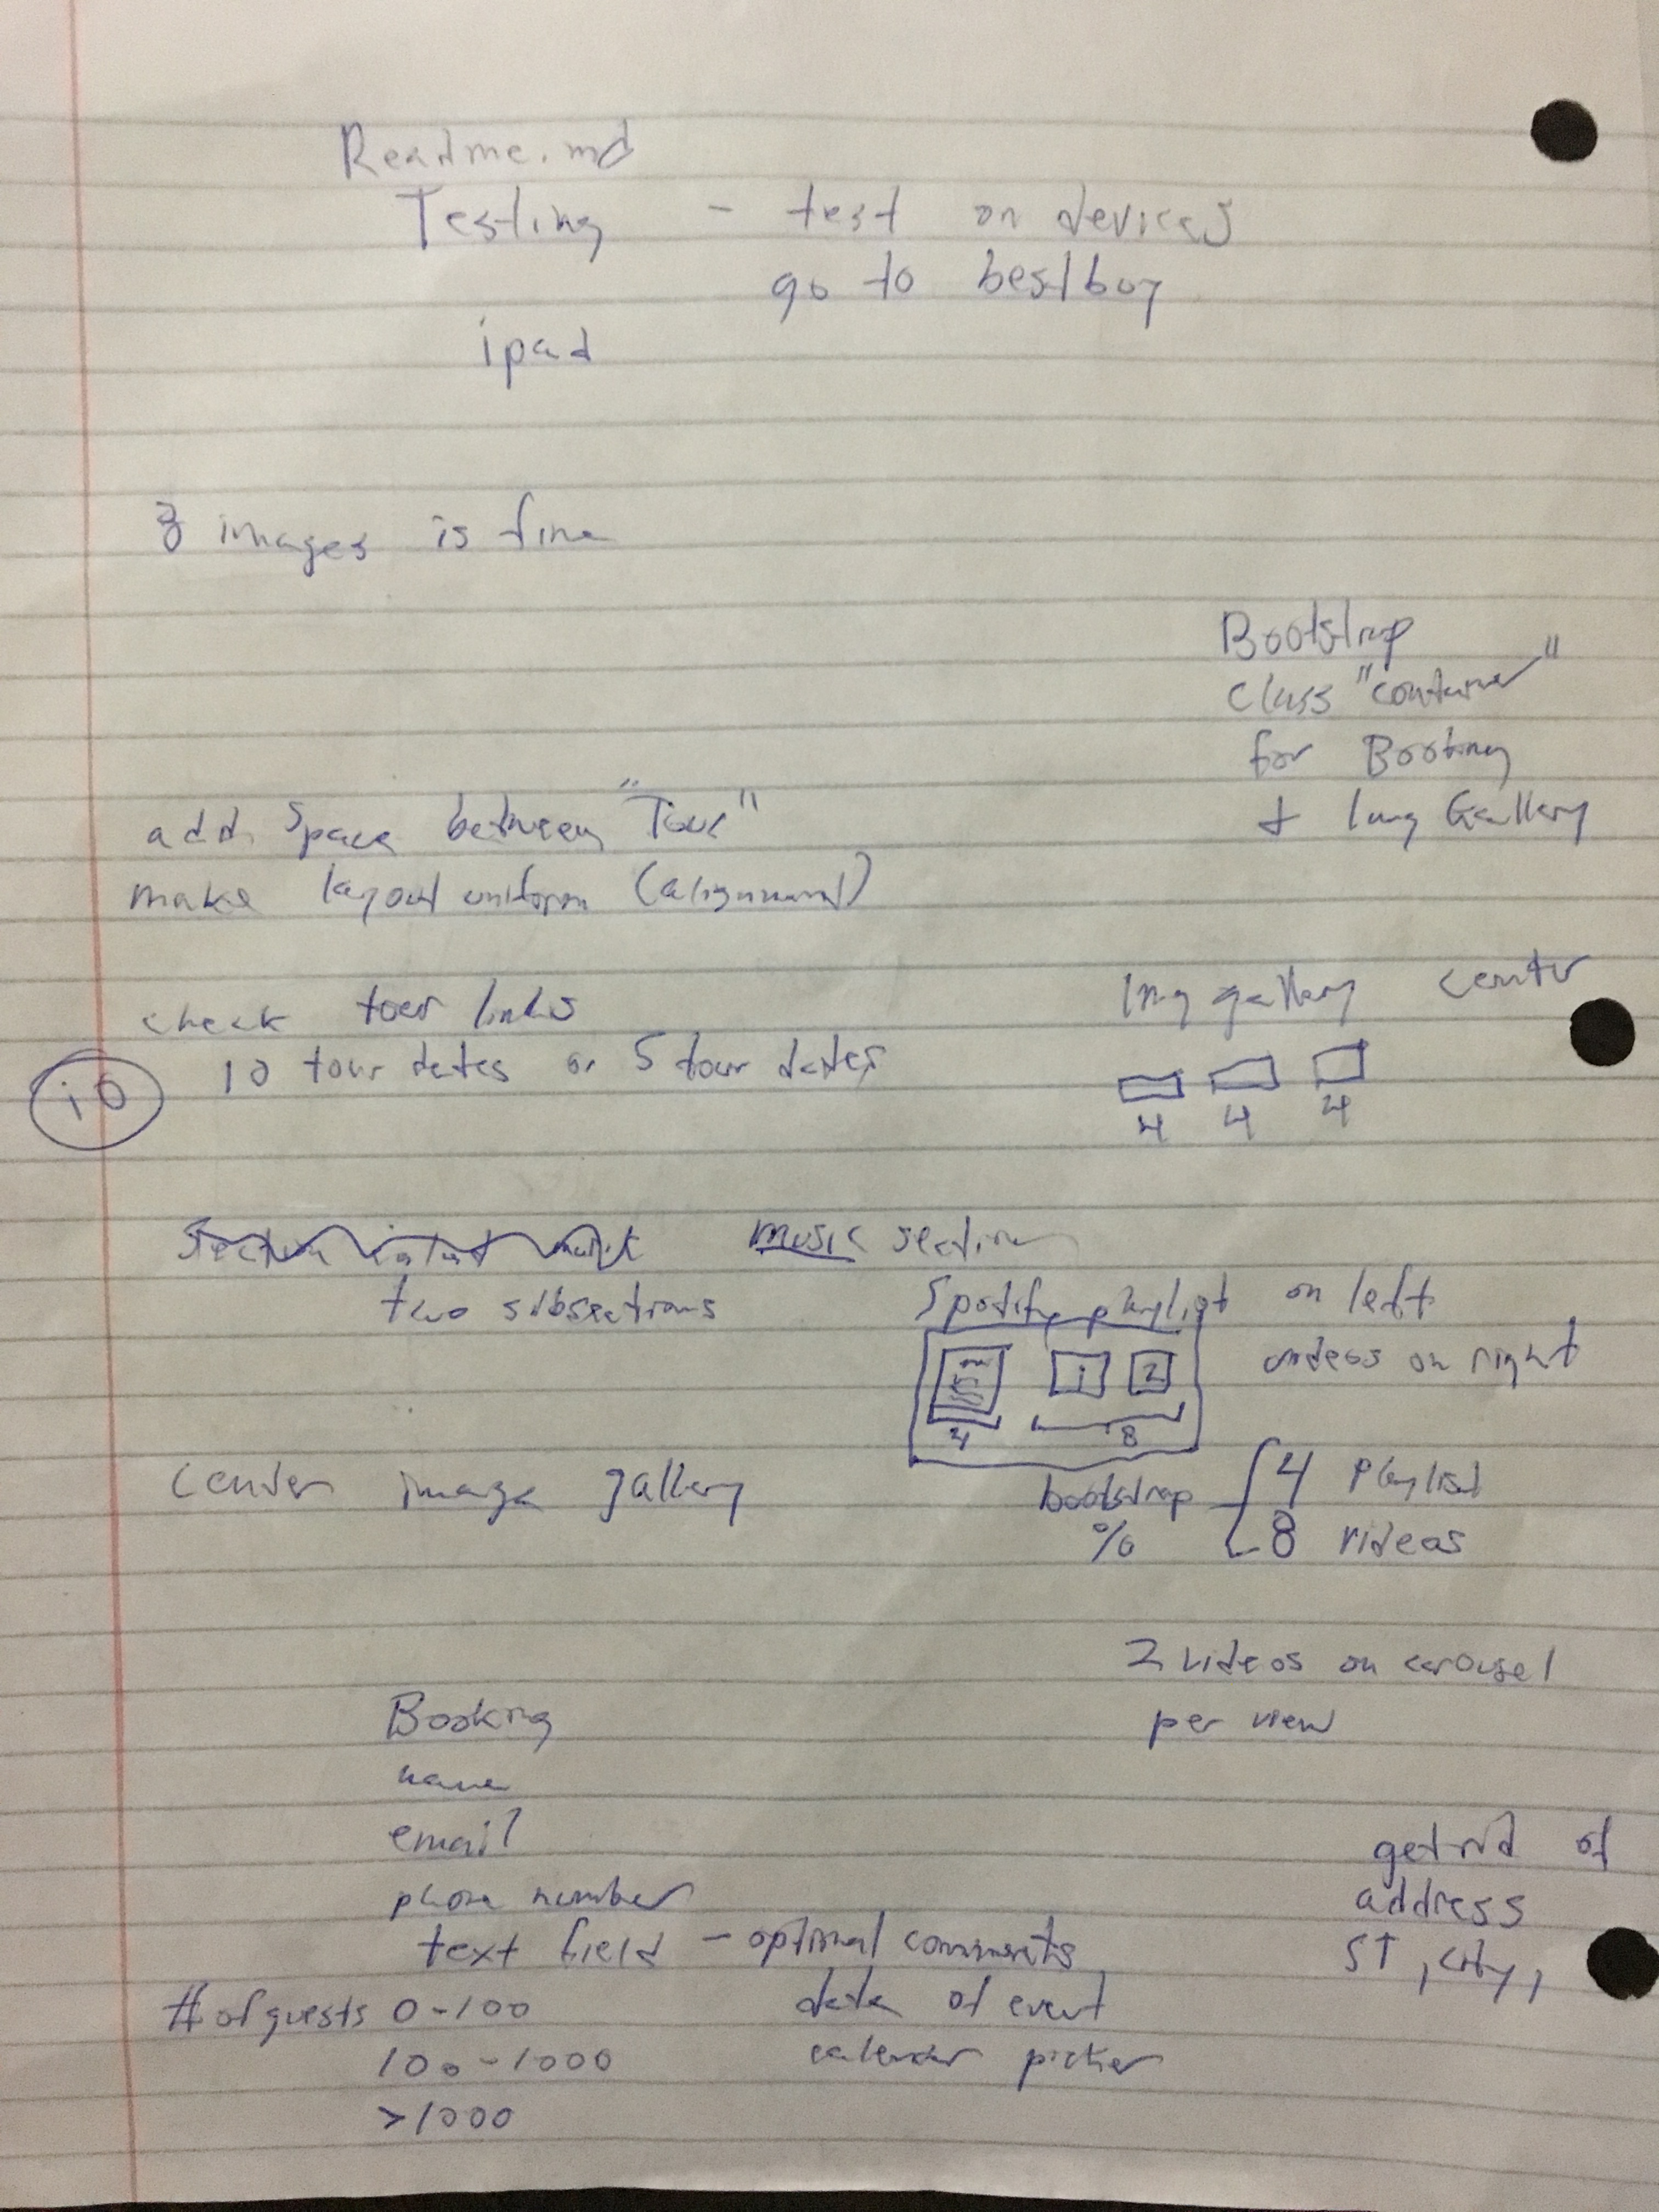 Readme.md
Testing - test on devices
go to bestbuy
ipad
3 images is fine
Bootstrap
class "container"
for Booking
+ Img Gallery
add space between "Tour"
make layout uniform (alignment)
Img gallery center
4 4 4
check tour links
10 tour dates or 5 tour dates
10
music section
two subsections
Spotify playlist on left
videos on right
1 2
4 8
center image gallery
bootstrap 4 playlist
% 8 videos
2 videos on carousel
per view
Booking
name
email
phone number
text field - optional comments
get rid of
address
ST, city,
# of guests 0-100
100-1000
>1000
date of event
calendar picker